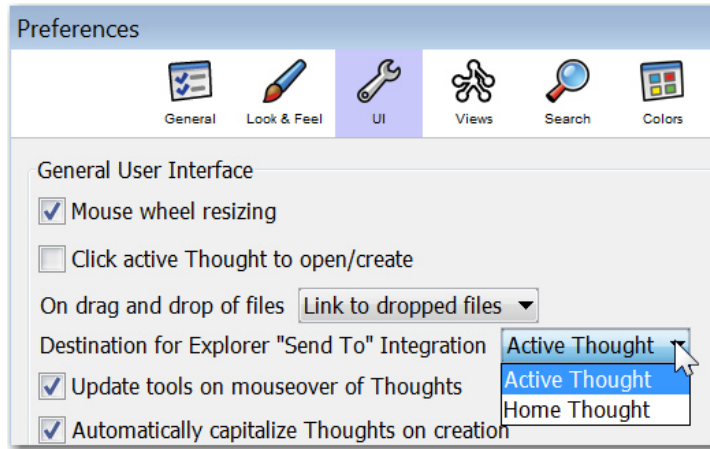 Preferences
General Look & Feel UI Views Search Colors
General User Interface
Mouse wheel resizing
Click active Thought to open/create
On drag and drop of files Link to dropped files
Destination for Explorer "Send To" Integration Active Thought
Update tools on mouseover of Thoughts Active Thought
Home Thought
Automatically capitalize Thoughts on creation